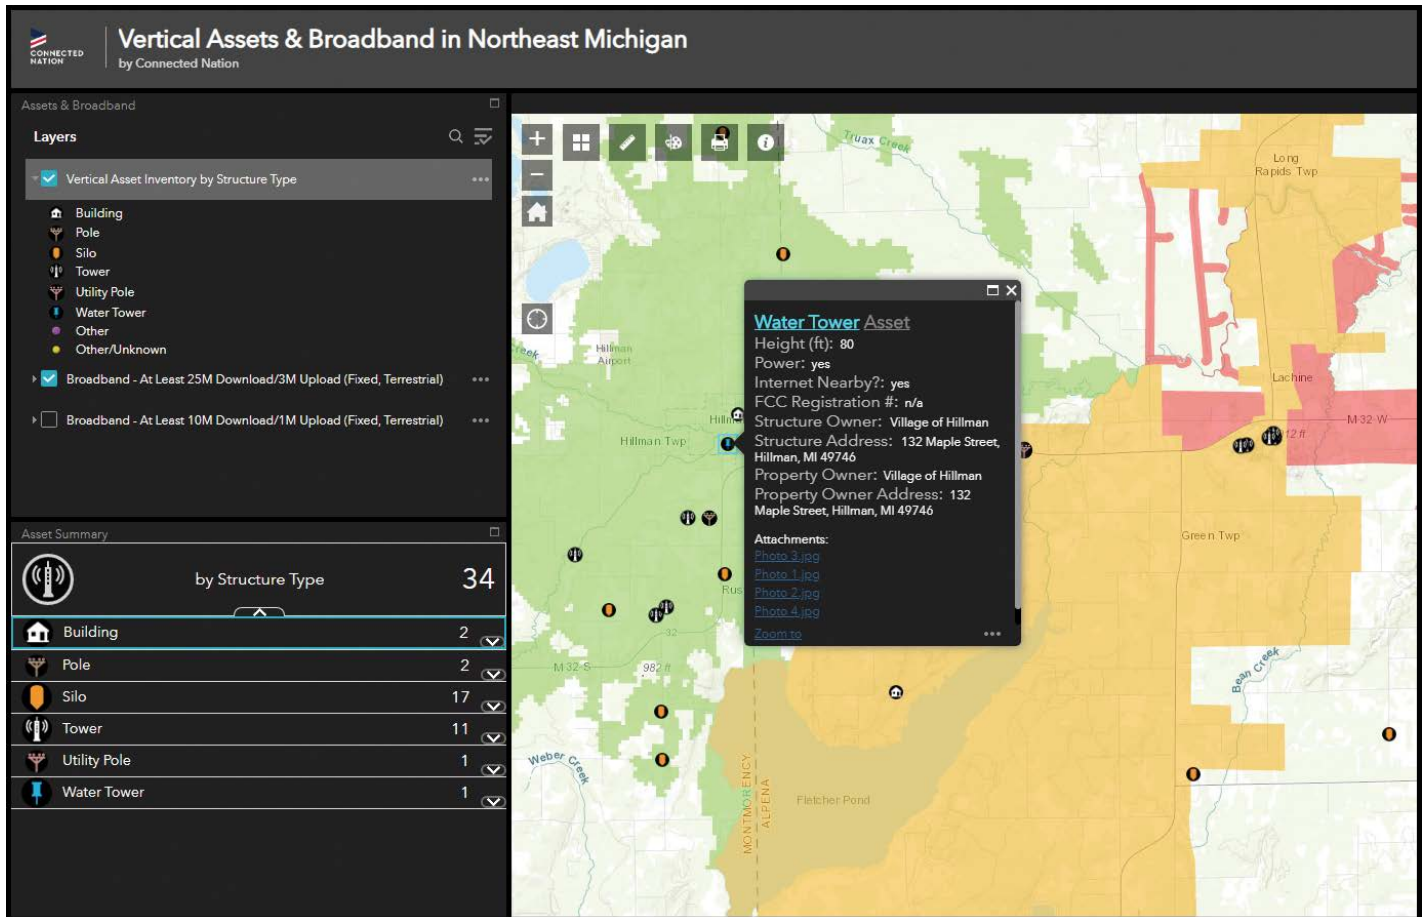 CONNECTED
NATION
Vertical Assets & Broadband in Northeast Michigan
by Connected Nation
Assets & Broadband
Layers
Vertical Asset Inventory by Structure Type
Building
Pole
Silo
Tower
Utility Pole
Water Tower
Other
Other/Unknown
Broadband - At Least 25M Download/3M Upload (Fixed, Terrestrial)
Broadband - At Least 10M Download/1M Upload (Fixed, Terrestrial)
Asset Summary
by Structure Type 34
Building 2
Pole 2
Silo 17
Tower 11
Utility Pole 1
Water Tower 1
Truax Creek
Long
Rapids Twp
Creek
Hillman
Airport
Hillman Twp
Lachine
M 32 W
12 ft
Green Twp
Rus
32
M 32 S
982 ft
Bean Creek
Weber Creek
MONTMORENCY
ALPENA
Fletcher Pond
Water Tower Asset
Height (ft): 80
Power: yes
Internet Nearby?: yes
FCC Registration #: n/a
Structure Owner: Village of Hillman
Structure Address: 132 Maple Street,
Hillman, MI 49746
Property Owner: Village of Hillman
Property Owner Address: 132
Maple Street, Hillman, MI 49746
Attachments:
Photo 3.jpg
Photo 1.jpg
Photo 2.jpg
Photo 4.jpg
Zoom to